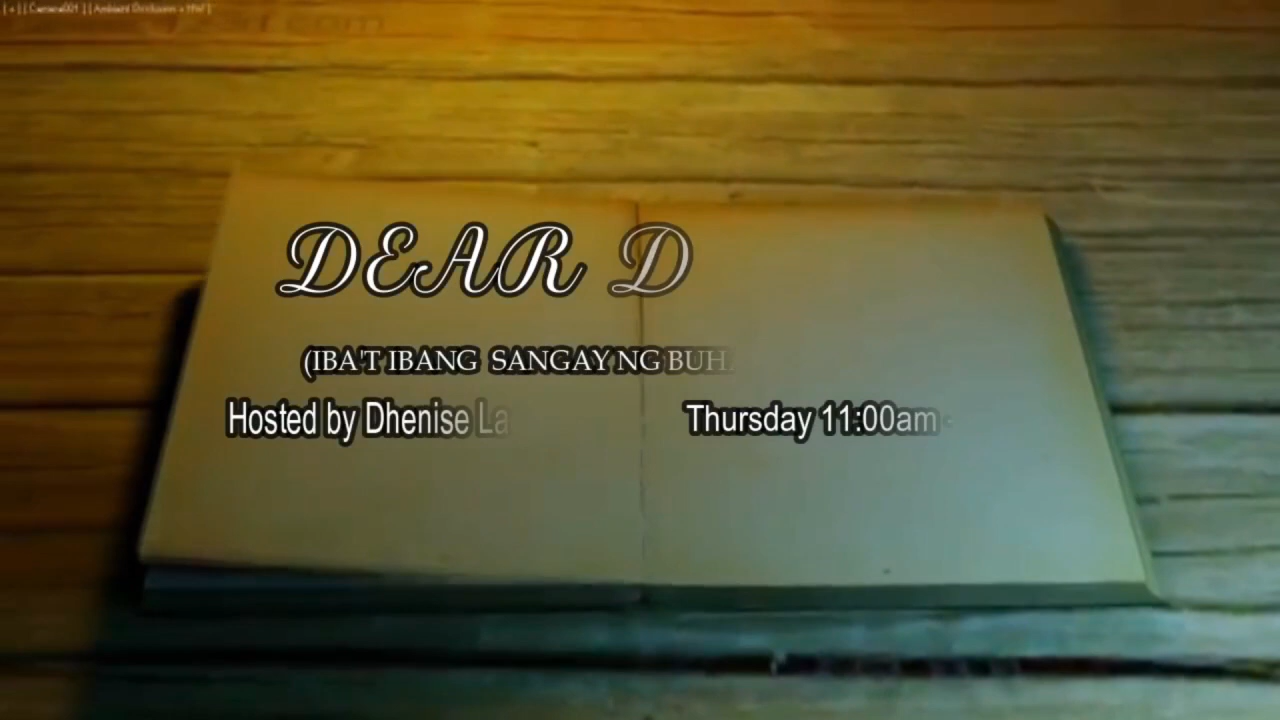 DEAR D
(IBA'T IBANG SANGAY NG BUH
Hosted by Dhenise La
Thursday 11:00am -